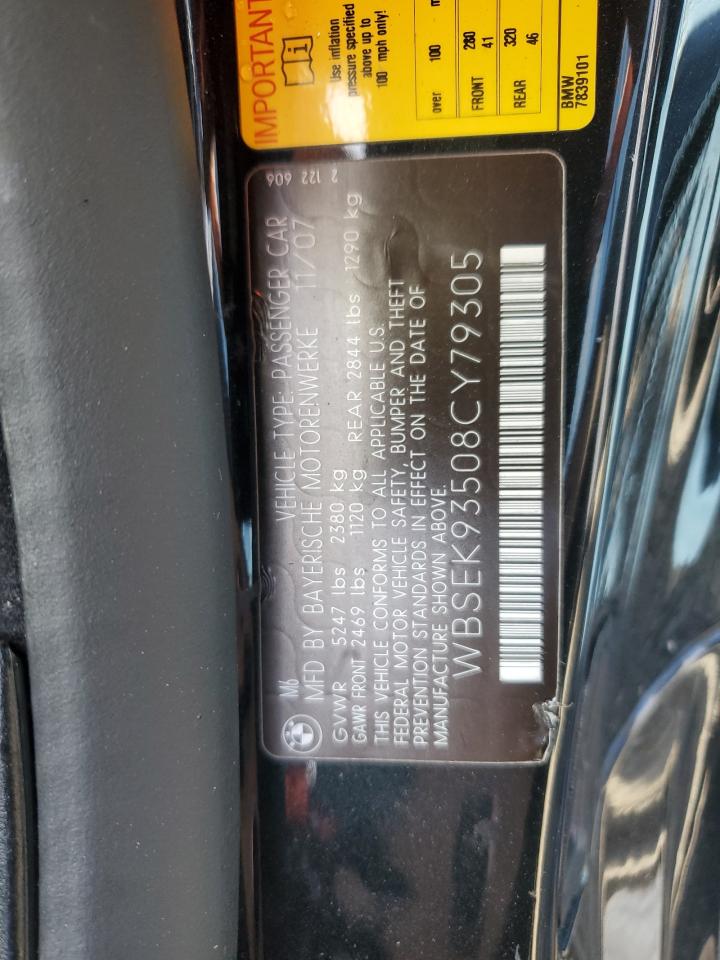 M6 VEHICLE TYPE: PASSENGER CAR 2 122 606
MFD BY BAYERISCHE MOTORENWERKE 11/07
GVWR 5247 lbs 2380 kg
GAWR FRONT 2469 lbs 1120 kg REAR 2844 lbs 1290 kg
THIS VEHICLE CONFORMS TO ALL APPLICABLE U.S.
FEDERAL MOTOR VEHICLE SAFETY, BUMPER AND THEFT
PREVENTION STANDARDS IN EFFECT ON THE DATE OF
MANUFACTURE SHOWN ABOVE.
WBSEK93508CY79305
IMPORTANT
Use inflation
pressure specified
above up to
100 mph only!
over 100
FRONT 280
41
REAR 320
46
BMW
7839101